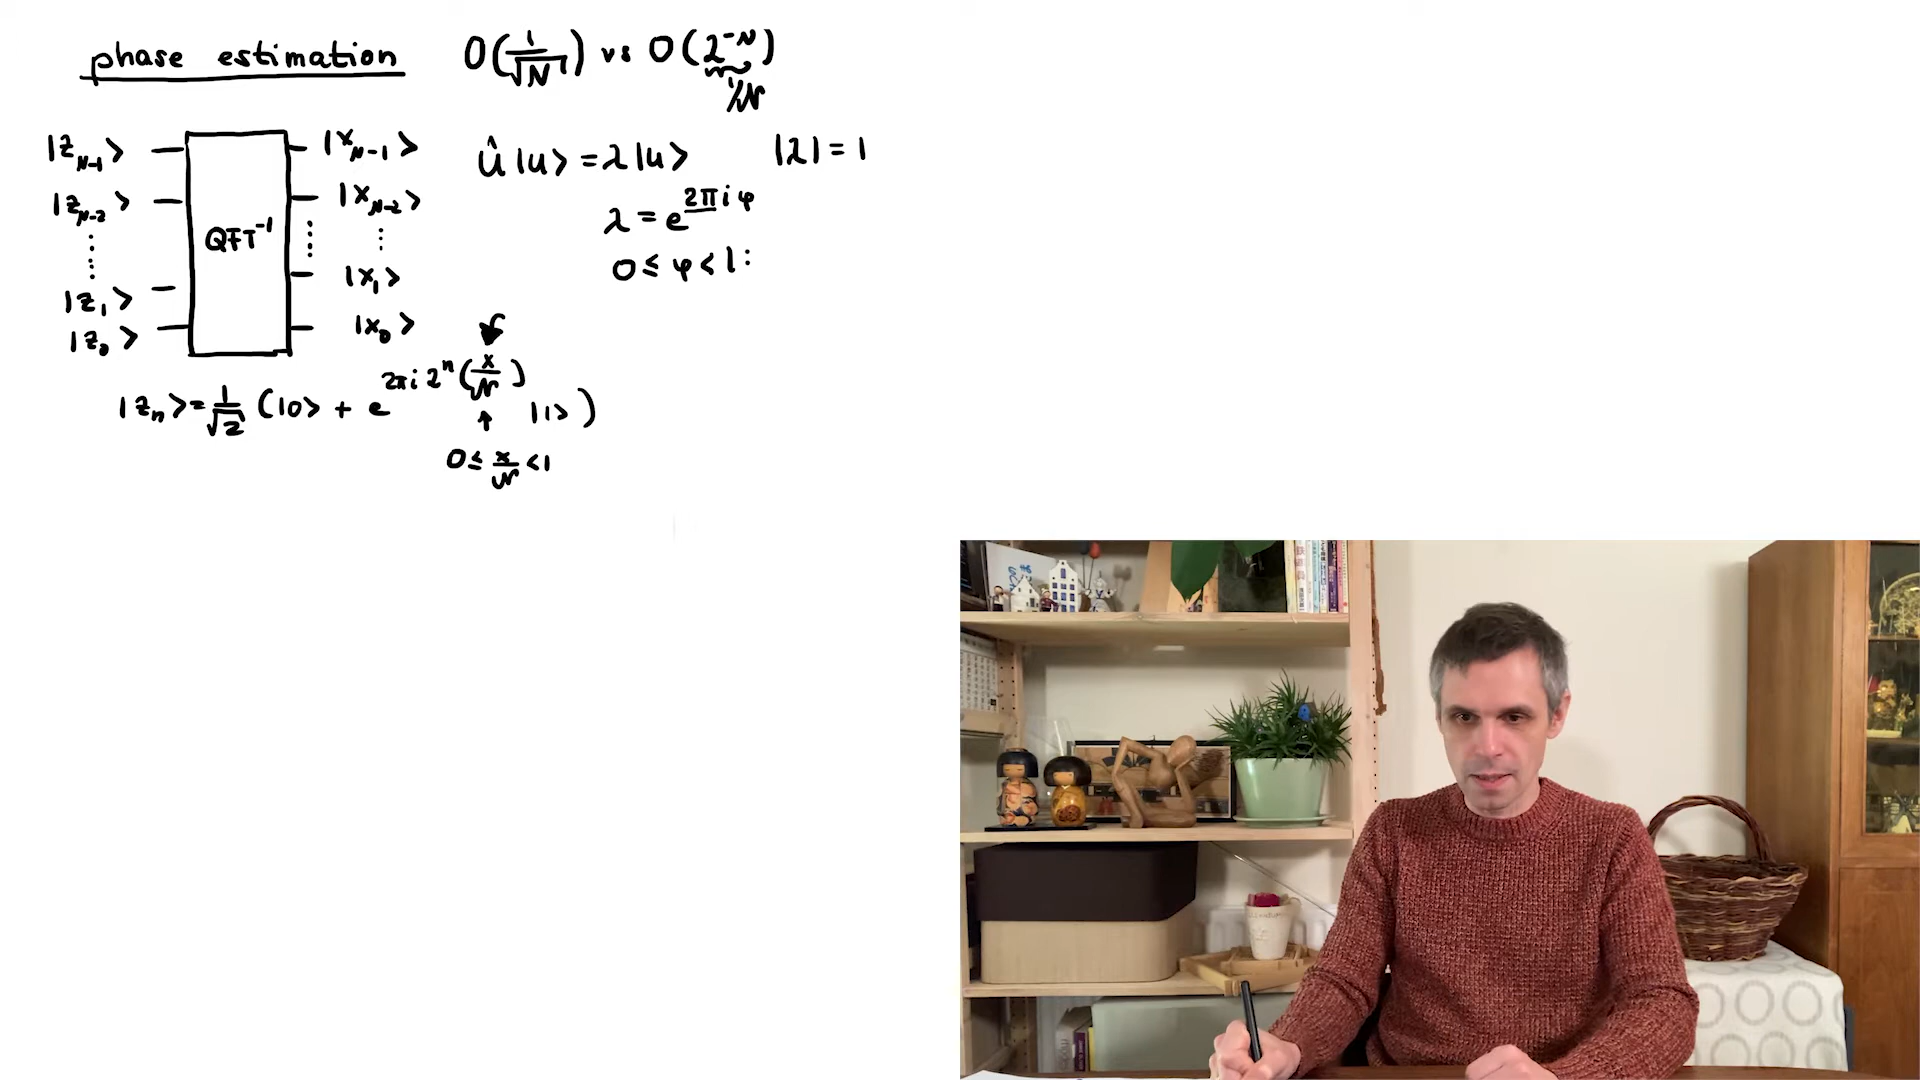 phase estimation O(1/√N) vs O(2^-N)
1/𝒩
|z_N-1> |x_N-1> Û|u> = λ|u> |λ| = 1
|z_N-2> |x_N-2> λ = e^2πiφ
QFT^-1
|z_1> |x_1> 0 ≤ φ < 1:
|z_0> |x_0>
|z_n> = 1/√2 (|0> + e^2πi 2^n (x/𝒩) |1>)
0 ≤ x/𝒩 < 1